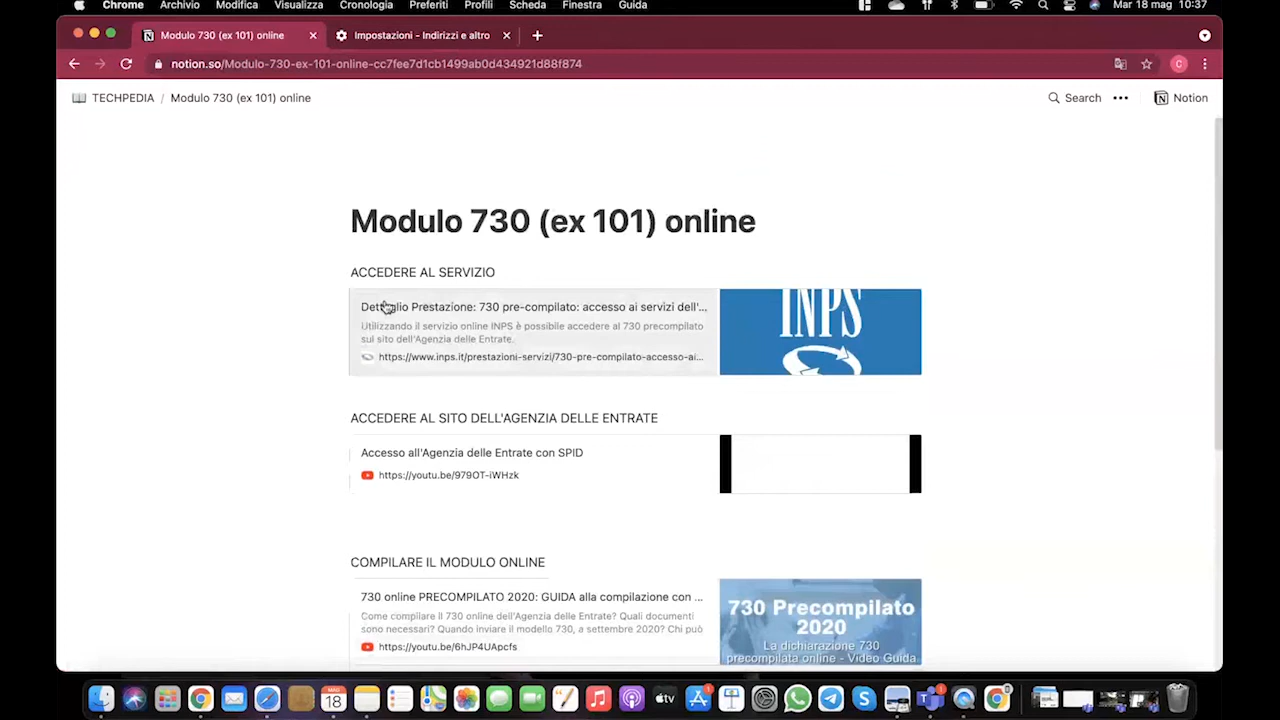 Chrome Archivio Modifica Visualizza Cronologia Preferiti Profili Scheda Finestra Guida Mar 18 mag 10:37
Modulo 730 (ex 101) online Impostazioni - Indirizzi e altro
notion.so/Modulo-730-ex-101-online-cc7fee7d1cb1499ab0d434921d88f874 C
TECHPEDIA / Modulo 730 (ex 101) online Search ••• Notion
Modulo 730 (ex 101) online
ACCEDERE AL SERVIZIO
Dettaglio Prestazione: 730 pre-compilato: accesso ai servizi dell'...
Utilizzando il servizio online INPS è possibile accedere al 730 precompilato
sul sito dell'Agenzia delle Entrate.
https://www.inps.it/prestazioni-servizi/730-pre-compilato-accesso-ai...
INPS
ACCEDERE AL SITO DELL'AGENZIA DELLE ENTRATE
Accesso all'Agenzia delle Entrate con SPID
https://youtu.be/979OT-iWHzk
COMPILARE IL MODULO ONLINE
730 online PRECOMPILATO 2020: GUIDA alla compilazione con ...
Come compilare Il 730 online dell'Agenzia delle Entrate? Quali documenti
sono necessari? Quando inviare il modello 730, a settembre 2020? Chi può
https://youtu.be/6hJP4UApcfs
730 Precompilato
2020
La dichiarazione 730
precompilata online - Video Guida
MAG
18
tv